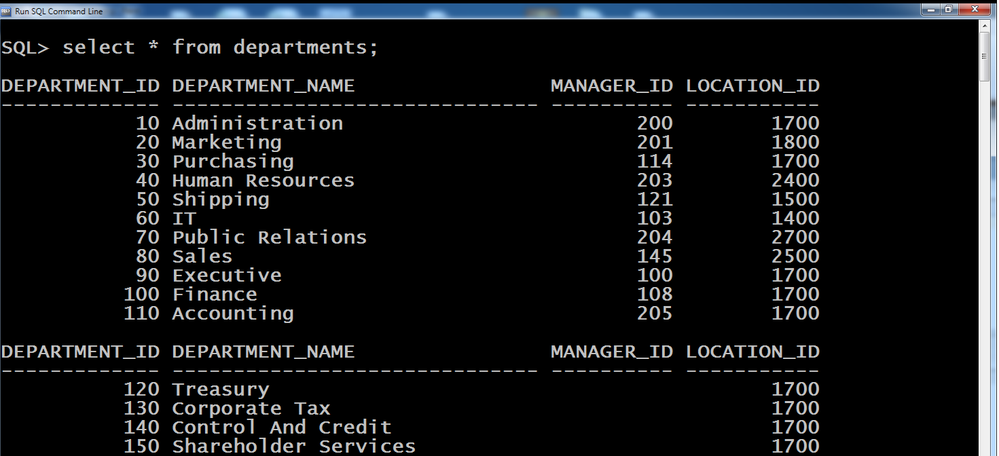 Run SQL Command Line
SQL> select * from departments;
DEPARTMENT_ID DEPARTMENT_NAME                MANAGER_ID LOCATION_ID
------------- ------------------------------ ---------- -----------
           10 Administration                        200        1700
           20 Marketing                             201        1800
           30 Purchasing                            114        1700
           40 Human Resources                       203        2400
           50 Shipping                              121        1500
           60 IT                                    103        1400
           70 Public Relations                      204        2700
           80 Sales                                 145        2500
           90 Executive                             100        1700
          100 Finance                               108        1700
          110 Accounting                            205        1700
DEPARTMENT_ID DEPARTMENT_NAME                MANAGER_ID LOCATION_ID
------------- ------------------------------ ---------- -----------
          120 Treasury                                         1700
          130 Corporate Tax                                    1700
          140 Control And Credit                               1700
          150 Shareholder Services                             1700